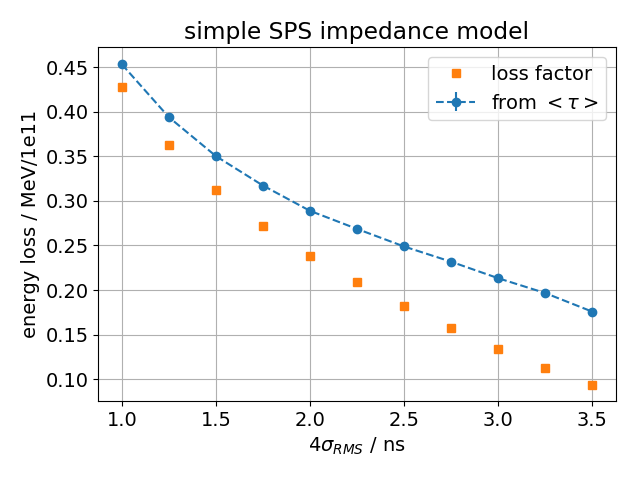 simple SPS impedance model
loss factor
from < τ >
energy loss / MeV/1e11
0.45
0.40
0.35
0.30
0.25
0.20
0.15
0.10
1.0 1.5 2.0 2.5 3.0 3.5
4σRMS / ns